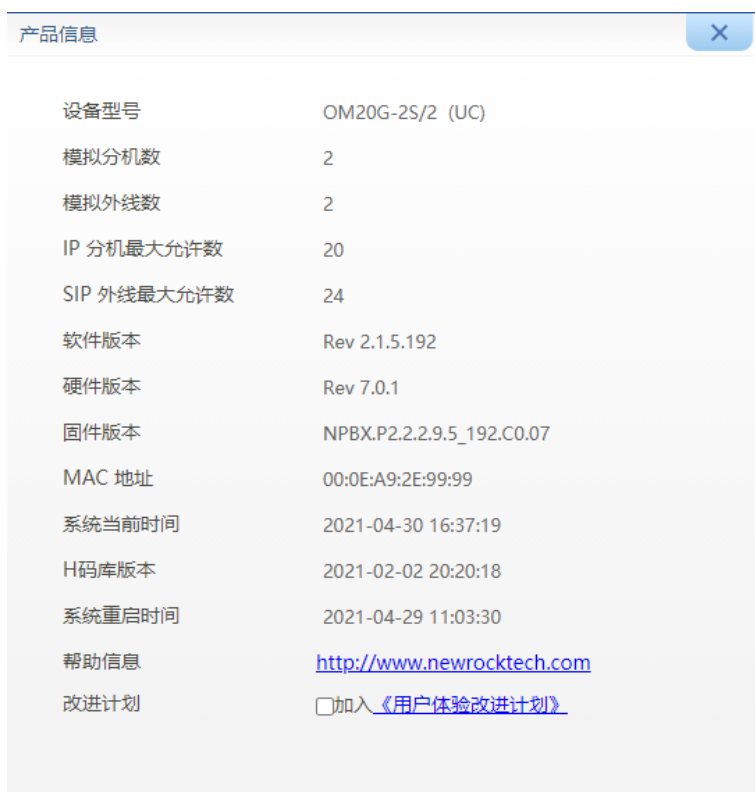 产品信息
设备型号 OM20G-2S/2 (UC)
模拟分机数 2
模拟外线数 2
IP 分机最大允许数 20
SIP 外线最大允许数 24
软件版本 Rev 2.1.5.192
硬件版本 Rev 7.0.1
固件版本 NPBX.P2.2.2.9.5_192.C0.07
MAC 地址 00:0E:A9:2E:99:99
系统当前时间 2021-04-30 16:37:19
H码库版本 2021-02-02 20:20:18
系统重启时间 2021-04-29 11:03:30
帮助信息 http://www.newrocktech.com
改进计划 加入《用户体验改进计划》